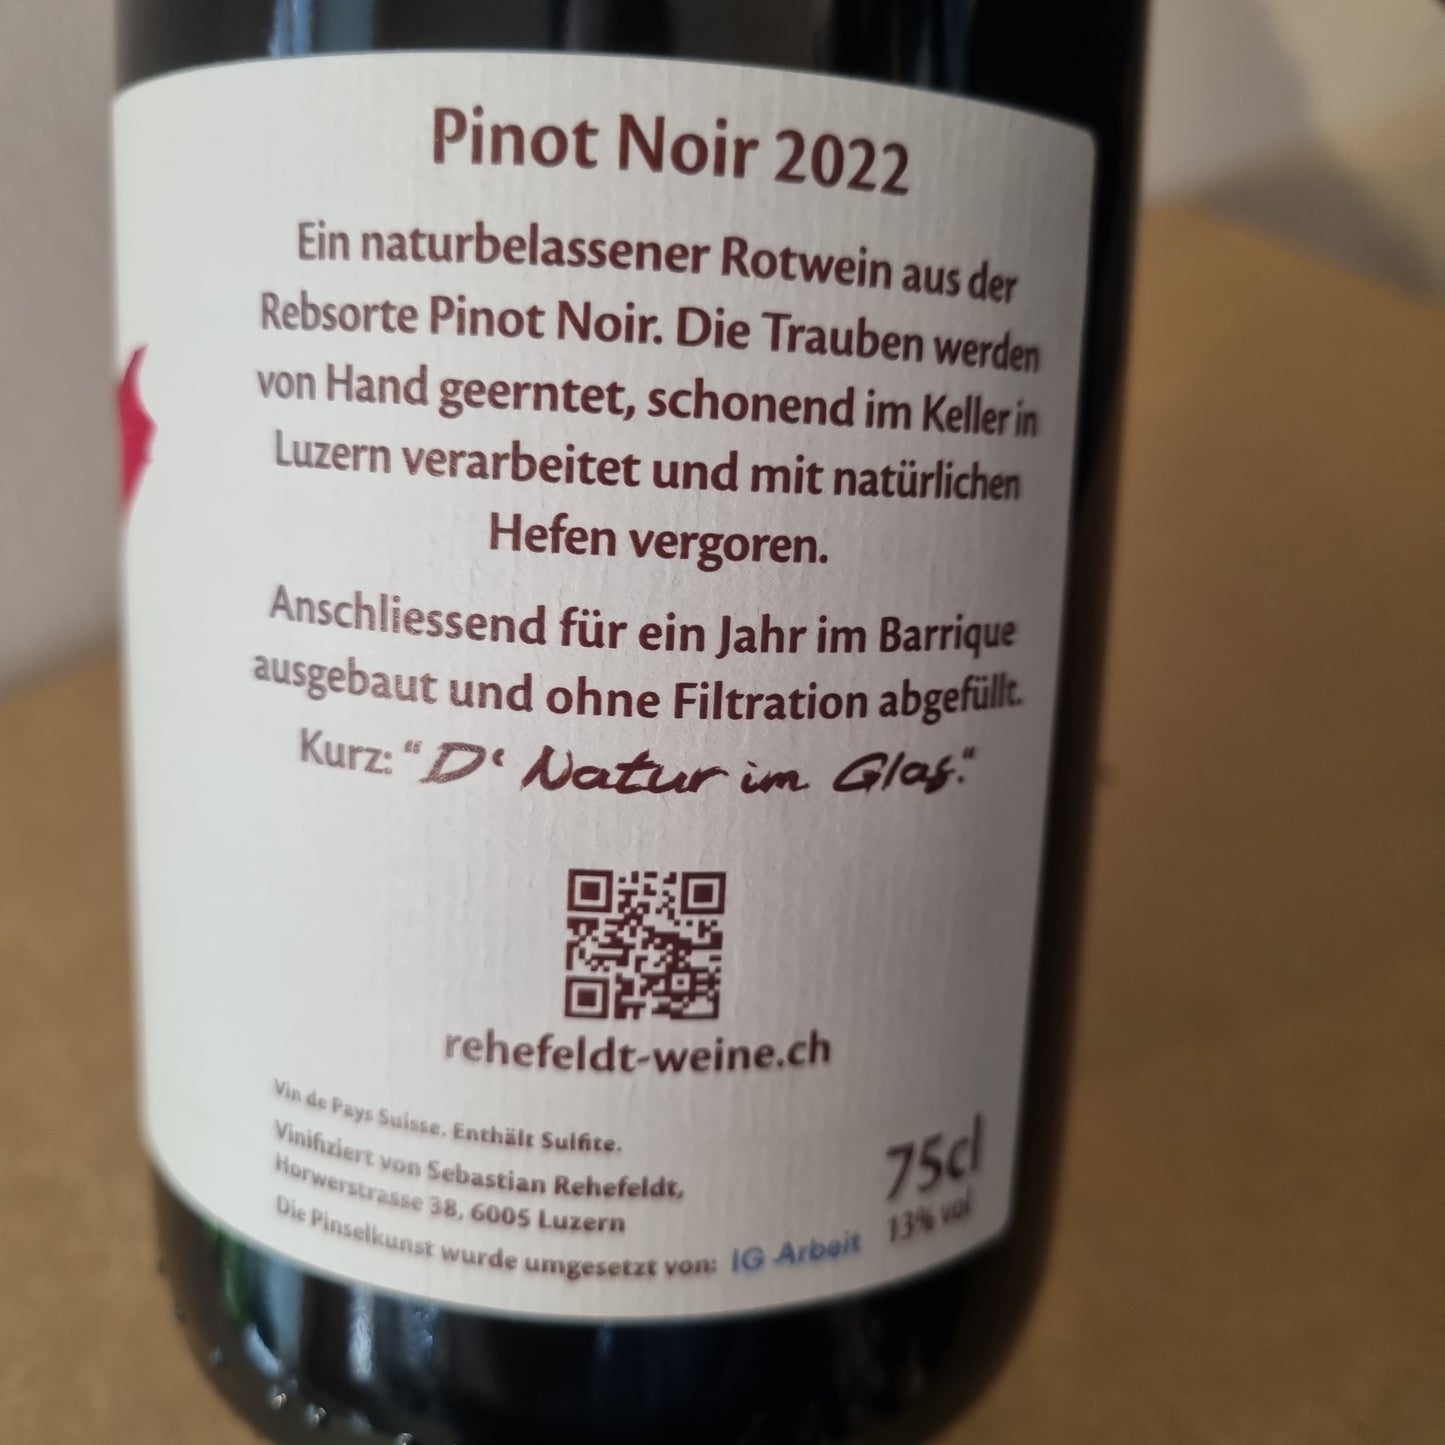 Pinot Noir 2022
Ein naturbelassener Rotwein aus der
Rebsorte Pinot Noir. Die Trauben werden
von Hand geerntet, schonend im Keller in
Luzern verarbeitet und mit natürlichen
Hefen vergoren.
Anschliessend für ein Jahr im Barrique
ausgebaut und ohne Filtration abgefüllt.
Kurz: “D‘ Natur im Glas.“
rehefeldt-weine.ch
Vin de Pays Suisse. Enthält Sulfite.
Vinifiziert von Sebastian Rehefeldt,
Horwerstrasse 38, 6005 Luzern
Die Pinselkunst wurde umgesetzt von: IG Arbeit
75cl
13% vol